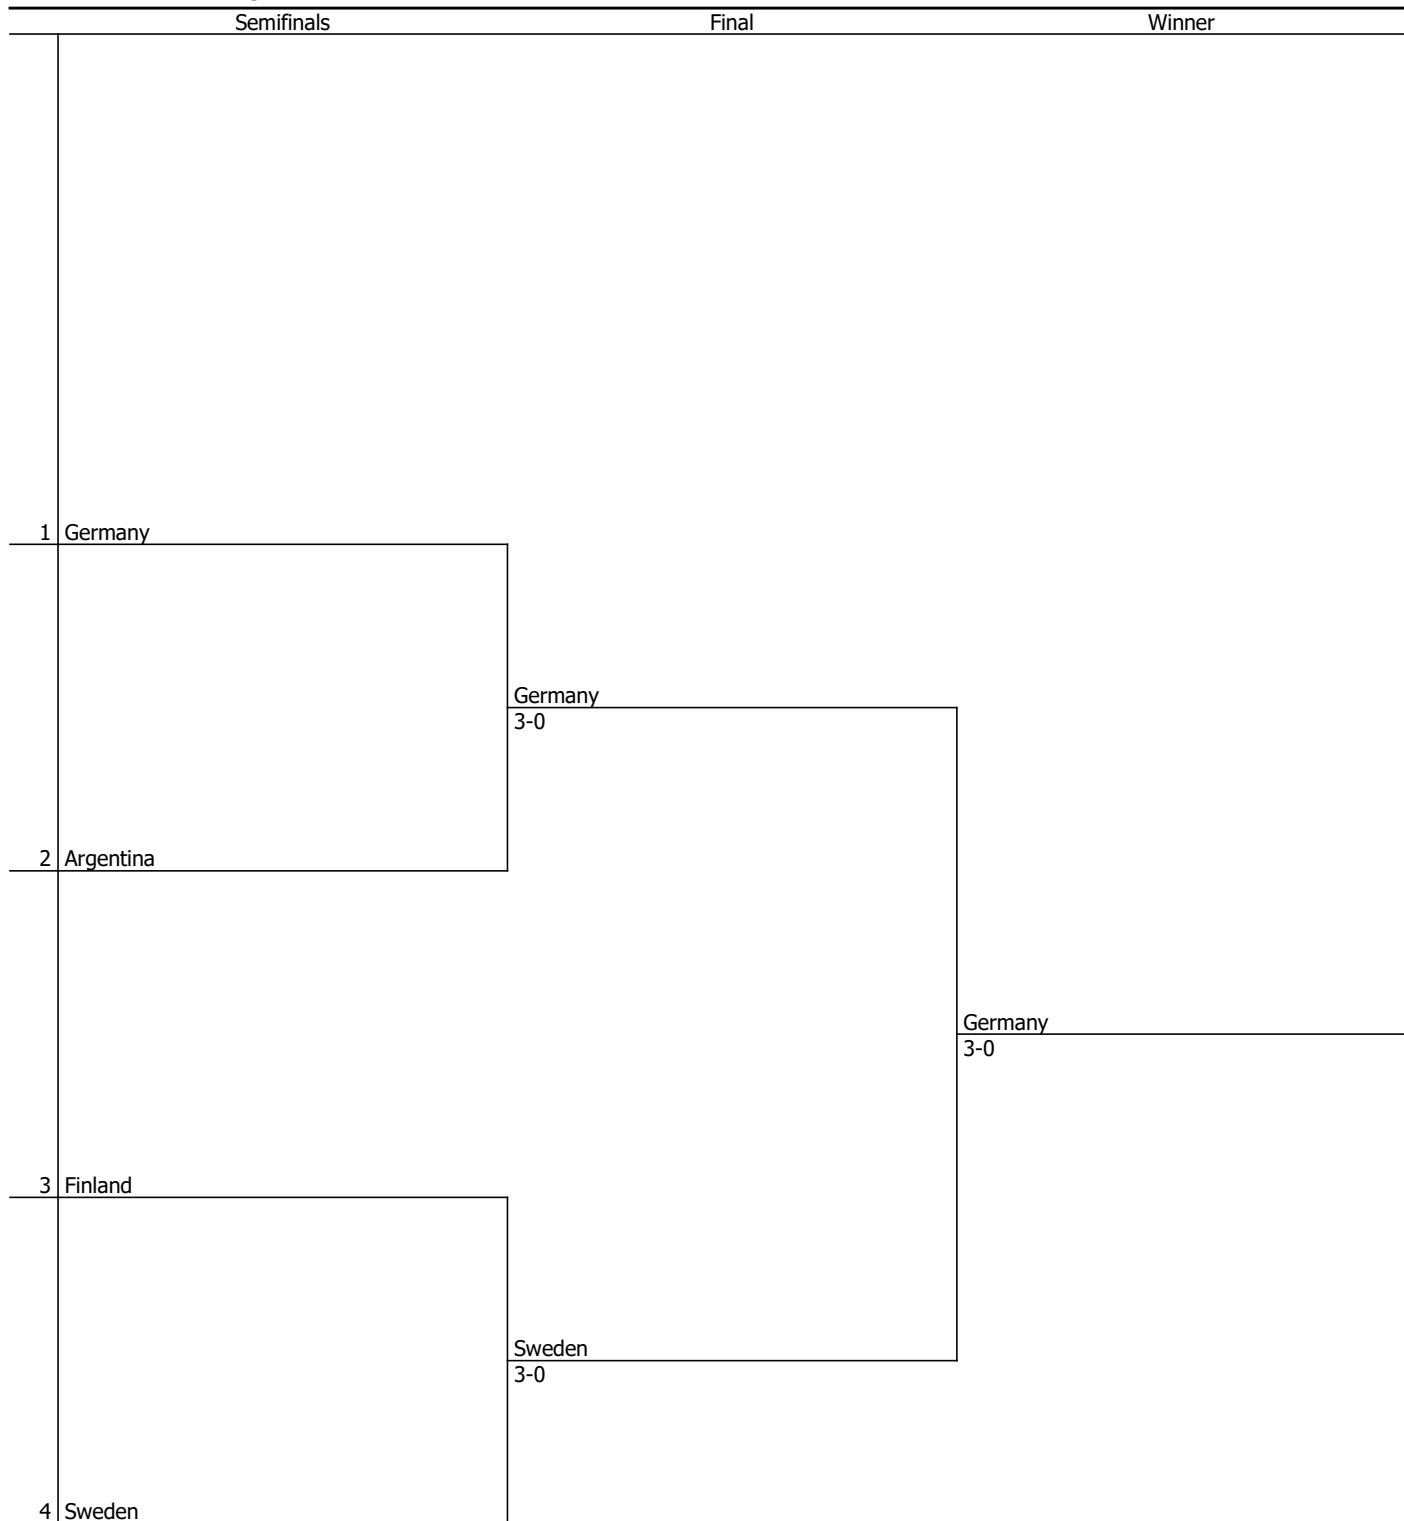 Semifinals Final Winner
1 Germany
Germany
3-0
2 Argentina
Germany
3-0
3 Finland
Sweden
3-0
4 Sweden